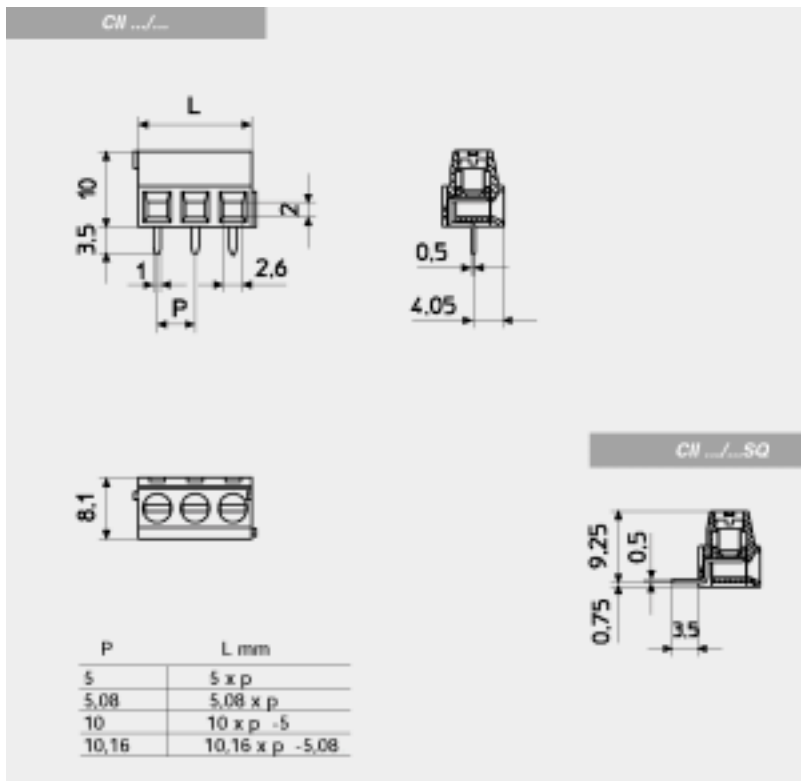 CII .../...
L
10
2
3,5
0,5
1
2,6
4,05
P
CII .../...SQ
8,1
9,25
0,5
0,75
3,5
P L mm
5 5 x p
5,08 5,08 x p
10 10 x p -5
10,16 10,16 x p -5,08